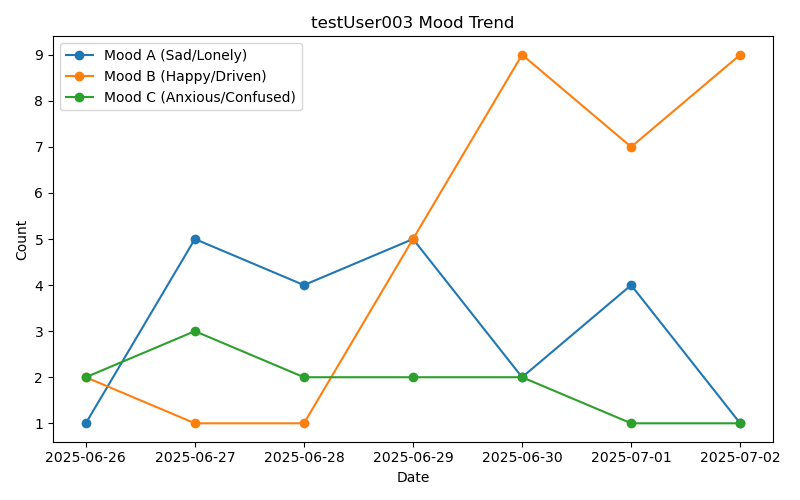 testUser003 Mood Trend
Mood A (Sad/Lonely)
Mood B (Happy/Driven)
Mood C (Anxious/Confused)
9
8
7
6
5
4
3
2
1
Count
2025-06-26 2025-06-27 2025-06-28 2025-06-29 2025-06-30 2025-07-01 2025-07-02
Date